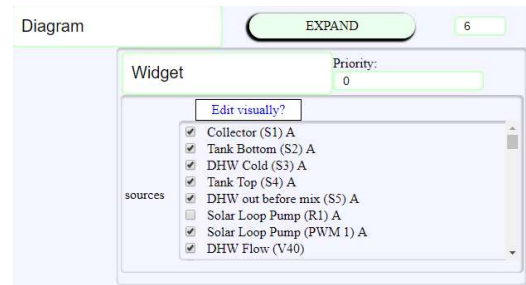 Diagram
EXPAND
6
Widget
Priority:
0
Edit visually?
sources
Collector (S1) A
Tank Bottom (S2) A
DHW Cold (S3) A
Tank Top (S4) A
DHW out before mix (S5) A
Solar Loop Pump (R1) A
Solar Loop Pump (PWM 1) A
DHW Flow (V40)